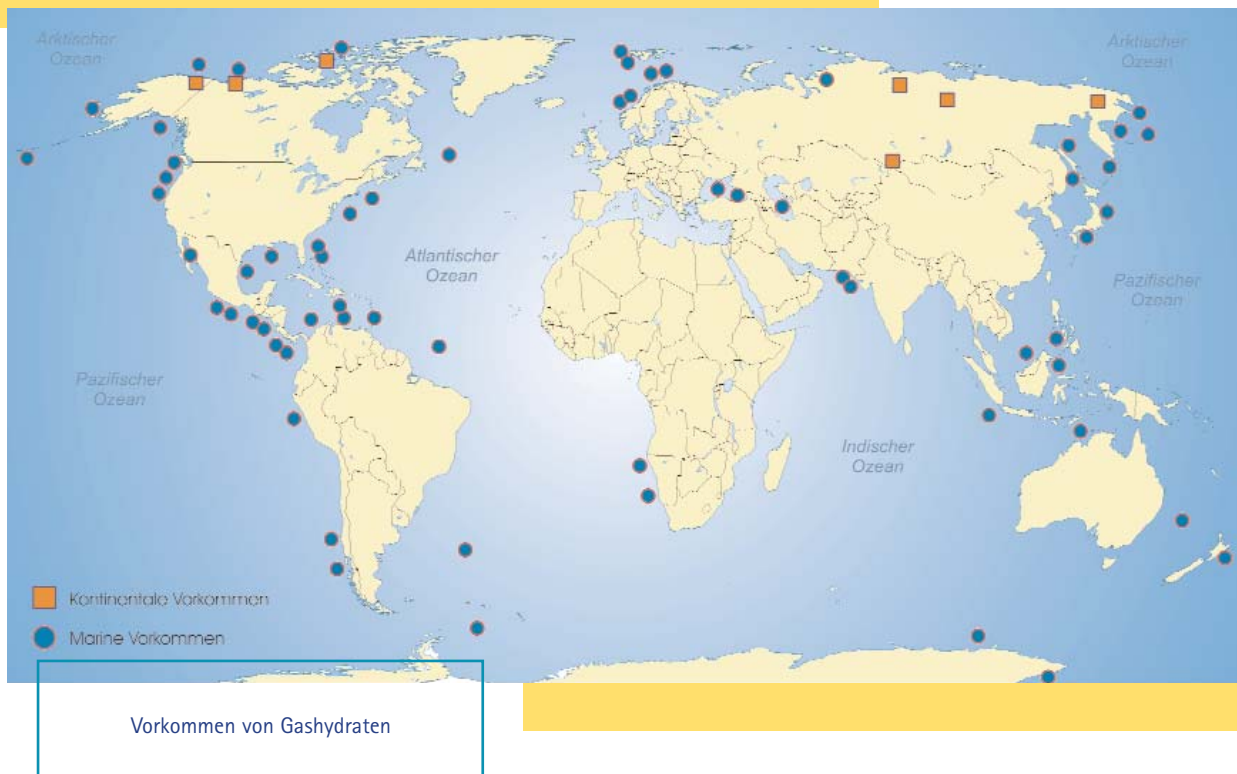 Arktischer
Ozean
Arktischer
Ozean
Atlantischer
Ozean
Pazifischer
Ozean
Pazifischer
Ozean
Indischer
Ozean
Kontinentale Vorkommen
Marine Vorkommen
Vorkommen von Gashydraten